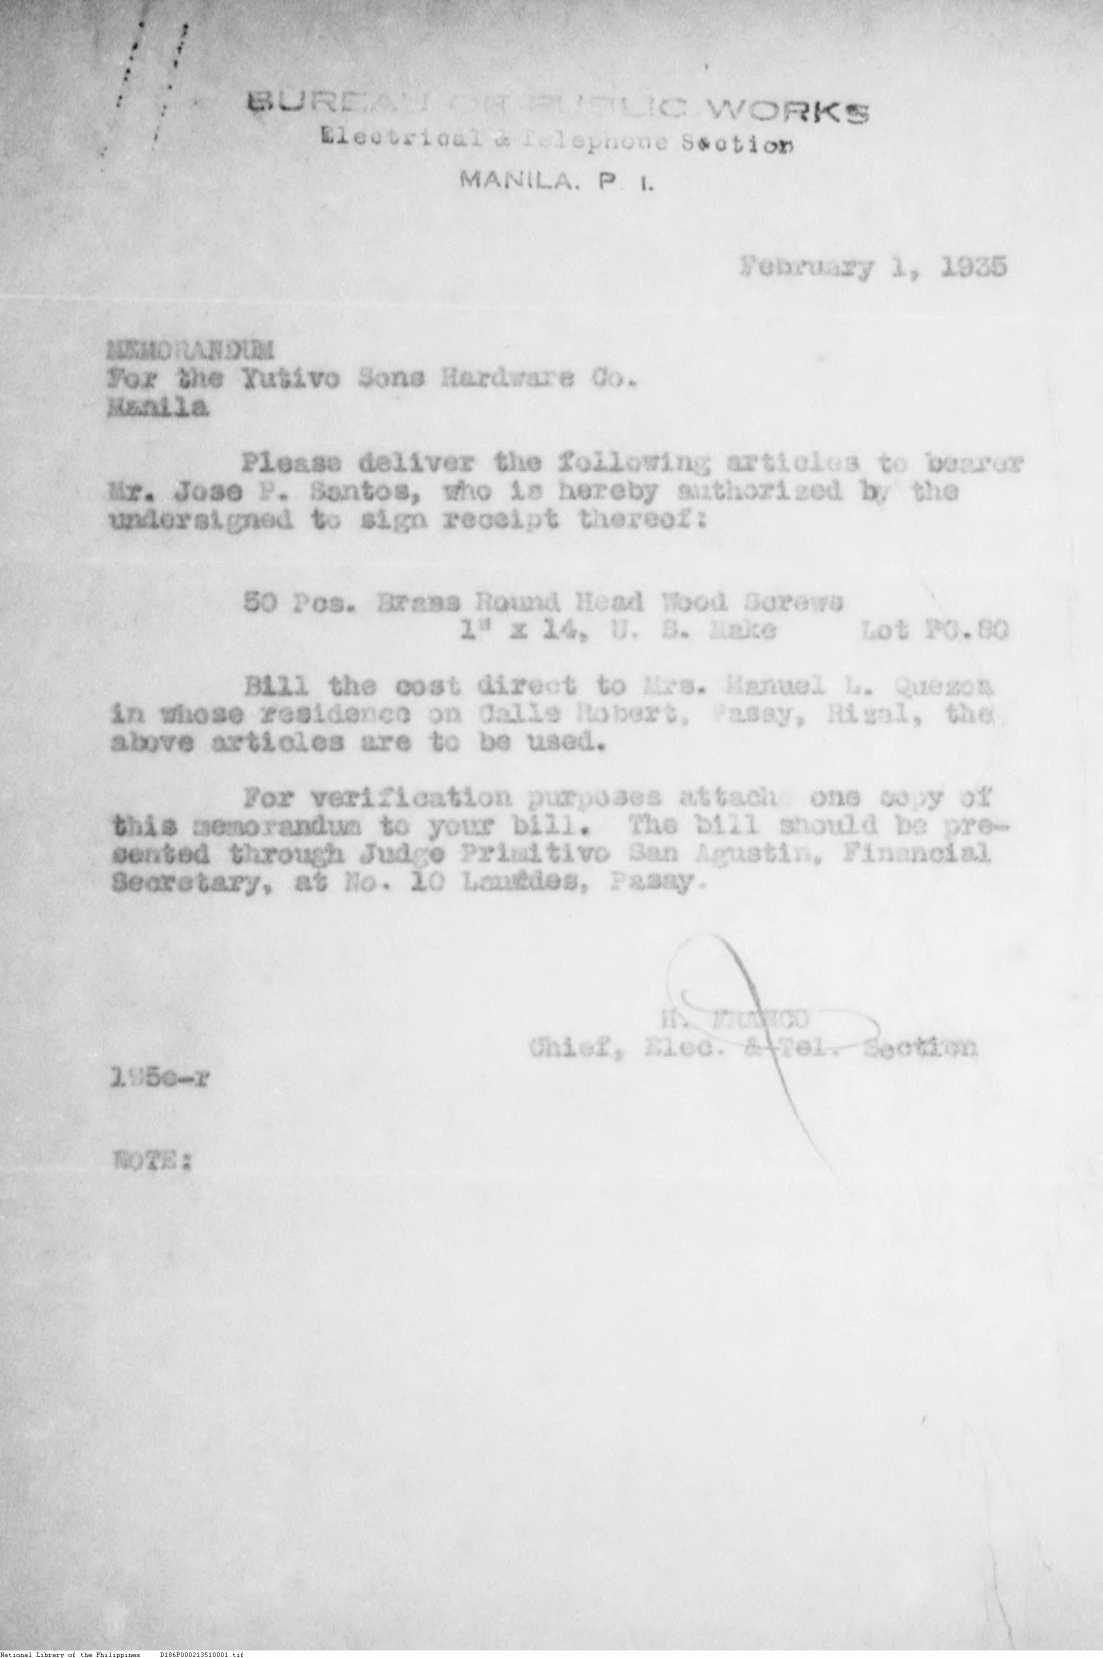 BUREAU OF PUBLIC WORKS
Electrical & Telephone Section
MANILA. P. I.
February 1, 1935
MEMORANDUM
For the Yutivo Sons Hardware Co.
Manila
Please deliver the following articles to bearer
Mr. Jose P. Santos, who is hereby authorized by the
undersigned to sign receipt thereof:
50 Pcs. Brass Round Head Wood Screws
1" x 14, U. S. Make Lot P0.80
Bill the cost direct to Mrs. Manuel L. Quezon
in whose residence on Calle Robert, Pasay, Rizal, the
above articles are to be used.
For verification purposes attach one copy of
this memorandum to your bill. The bill should be pre-
sented through Judge Primitivo San Agustin, Financial
Secretary, at No. 10 Lourdes, Pasay.
H. FRANCO
Chief, Elec. & Tel. Section
NOTE:
National Library of the Philippines D186P000213510001.tif